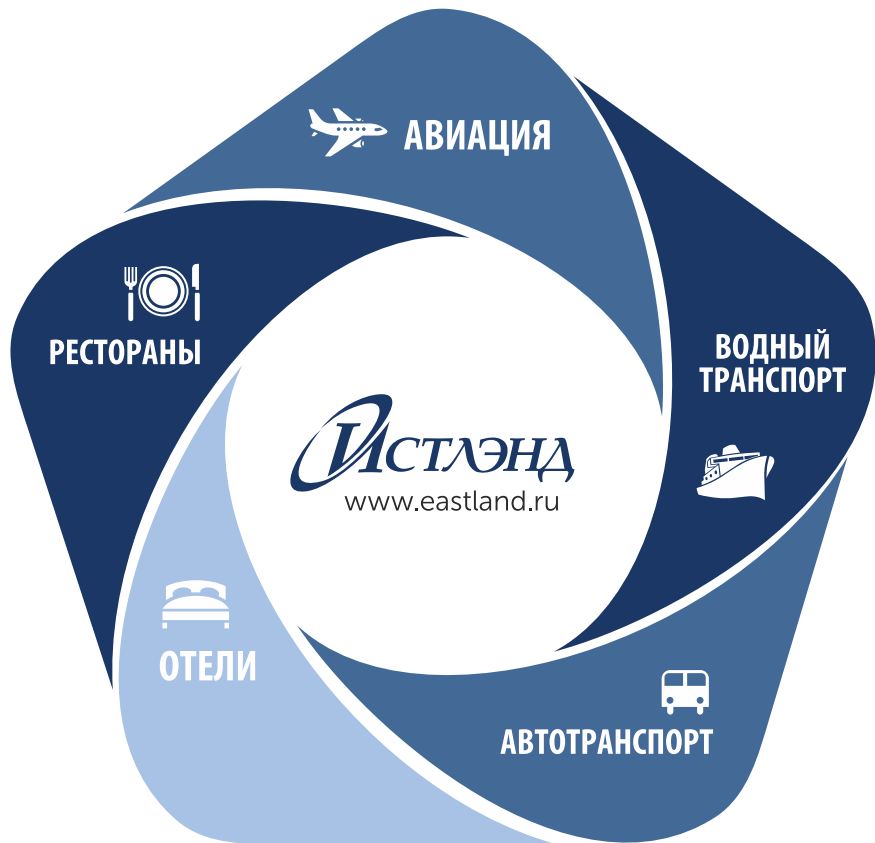 АВИАЦИЯ
РЕСТОРАНЫ
ВОДНЫЙ
ТРАНСПОРТ
Истлэнд
www.eastland.ru
ОТЕЛИ
АВТОТРАНСПОРТ